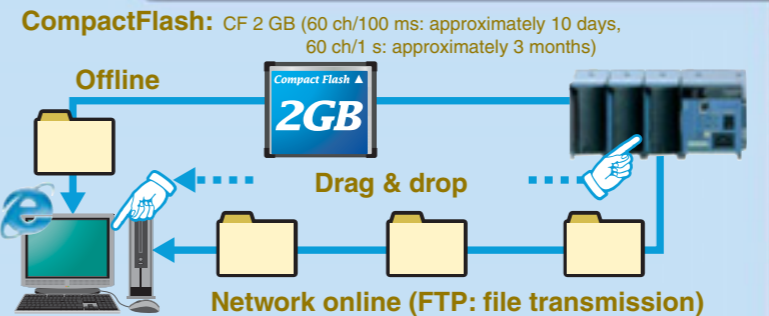 CompactFlash: CF 2 GB (60 ch/100 ms: approximately 10 days,
60 ch/1 s: approximately 3 months)
Offline
Compact Flash ▲
2GB
Drag & drop
Network online (FTP: file transmission)